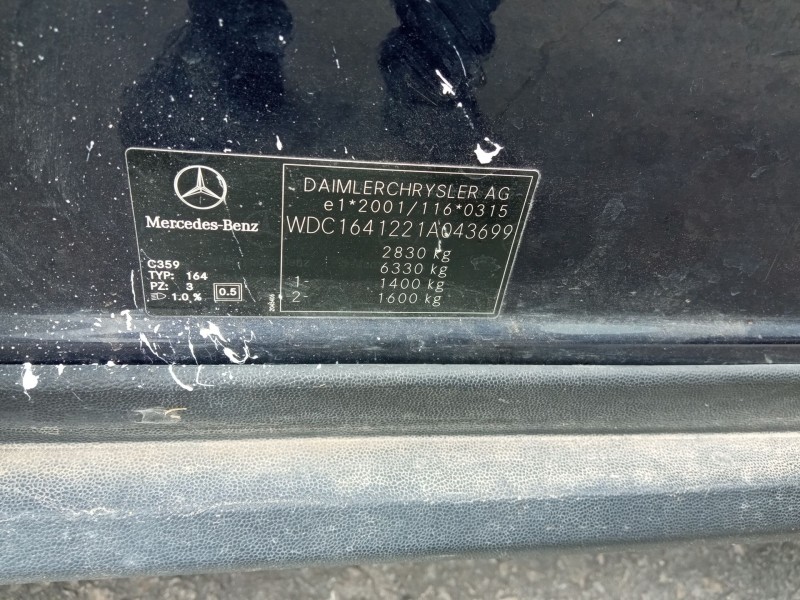 Mercedes-Benz
C359
TYP: 164
PZ: 3
1.0 %
0.5
DAIMLERCHRYSLER AG
e1*2001/116*0315
WDC1641221A043699
2830 kg
6330 kg
1- 1400 kg
2- 1600 kg